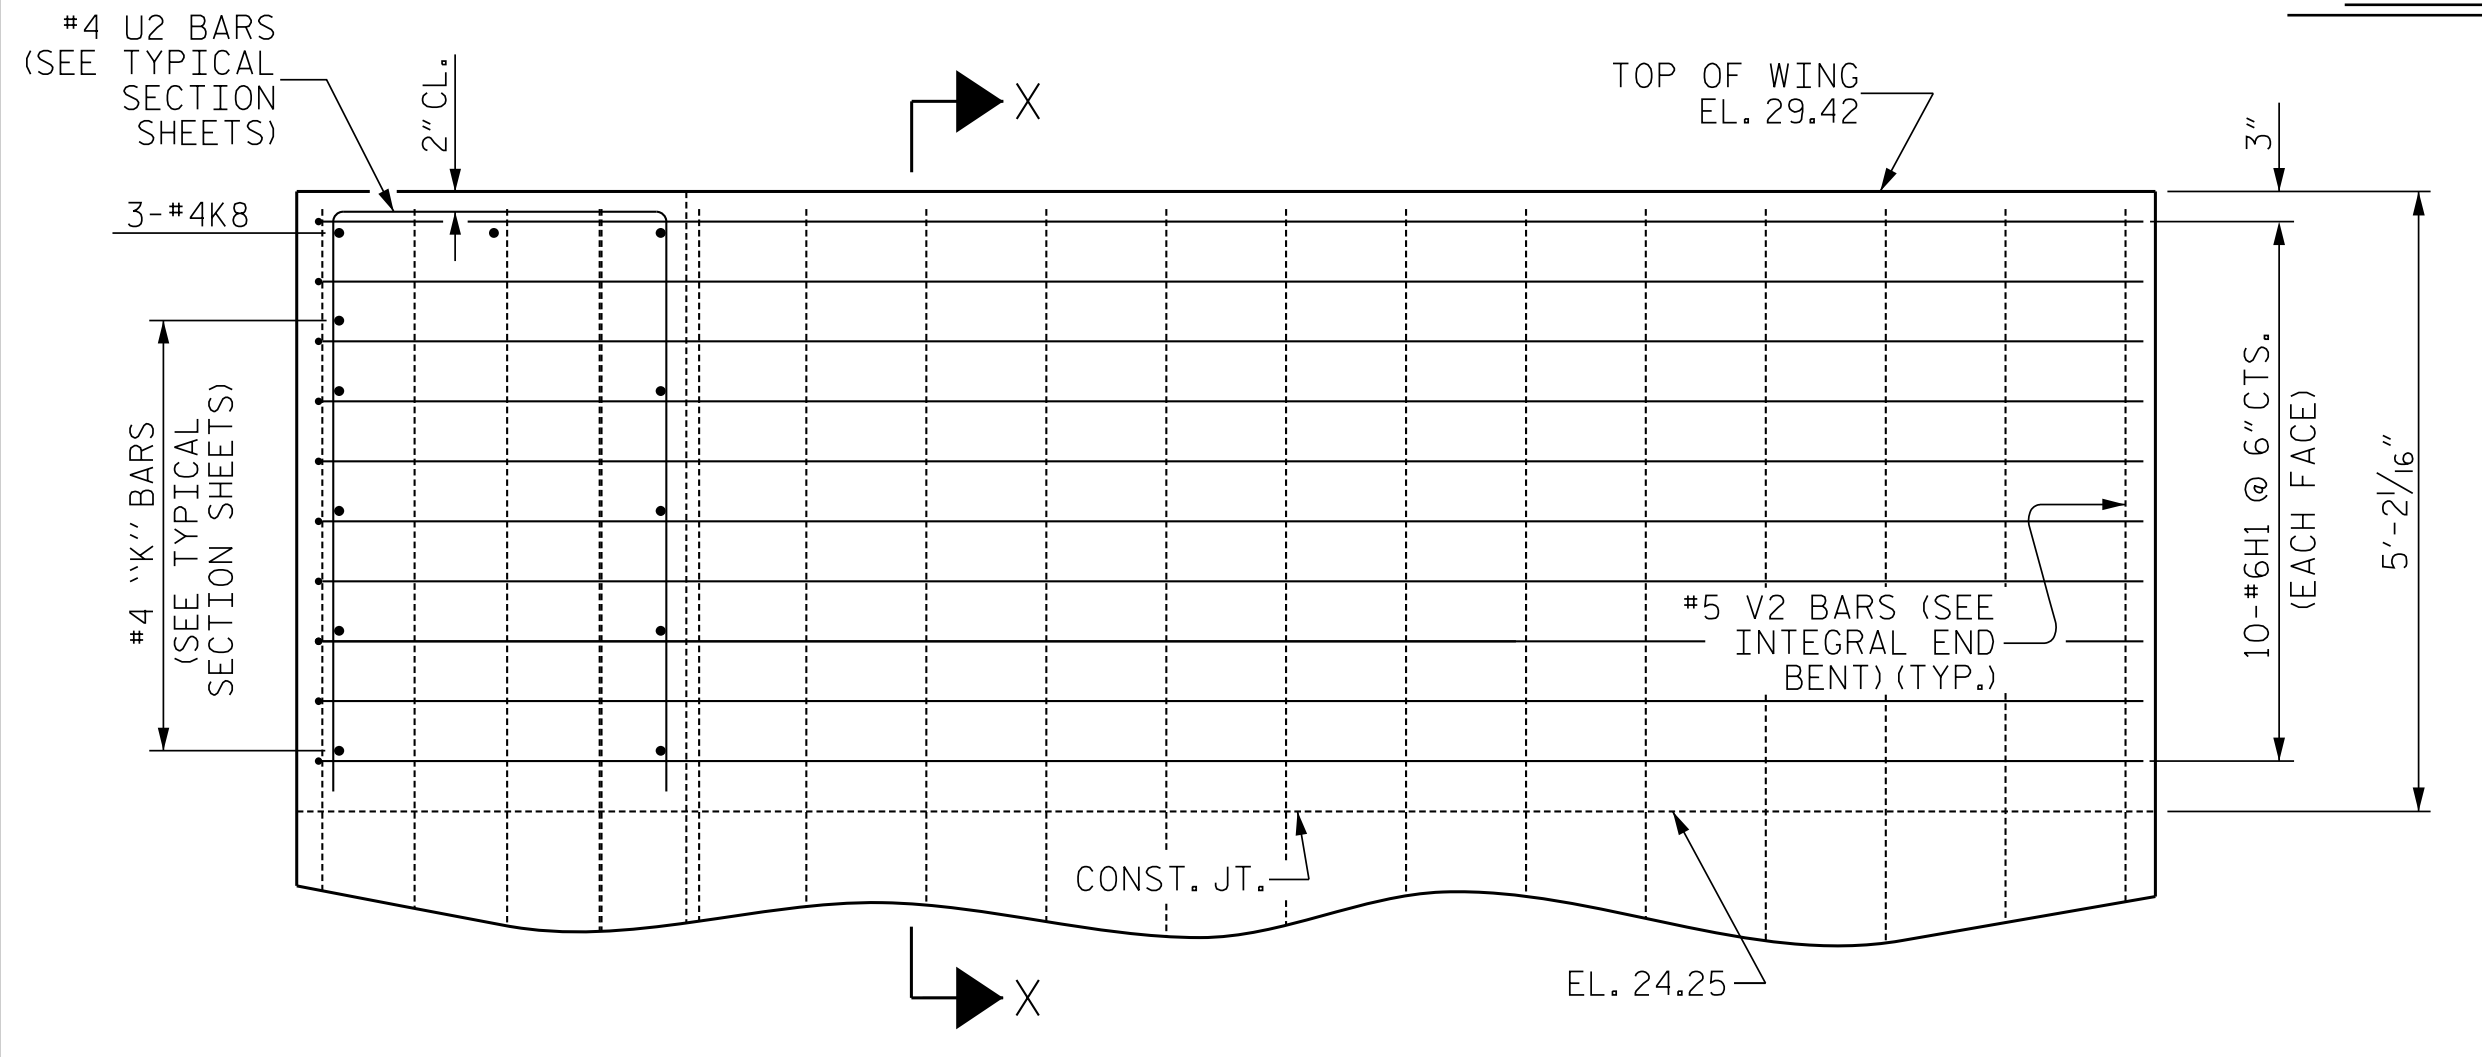 #4 U2 BARS
(SEE TYPICAL
SECTION
SHEETS)
2" CL.
X
TOP OF WING
EL. 29.42
3"
3-#4K8
#4 "K" BARS
(SEE TYPICAL
SECTION SHEETS)
10-#6H1 @ 6" CTS.
(EACH FACE)
5'-2 1/16"
#5 V2 BARS (SEE
INTEGRAL END
BENT) (TYP.)
CONST. JT.
EL. 24.25
X